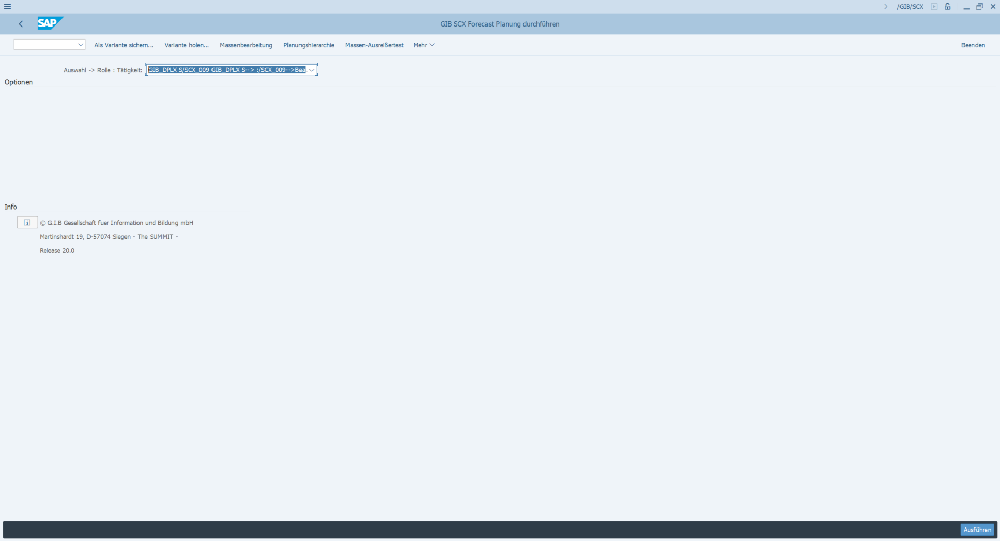 /GIB/SCX
SAP
GIB SCX Forecast Planung durchführen
Als Variante sichern... Variante holen... Massenbearbeitung Planungshierarchie Massen-Ausreißertest Mehr Beenden
Auswahl -> Rolle : Tätigkeit: GIB_DPLX S/SCX_009 GIB_DPLX S--> :/SCX_009-->Bea
Optionen
Info
© G.I.B Gesellschaft fuer Information und Bildung mbH
Martinshardt 19, D-57074 Siegen - The SUMMIT -
Release 20.0
Ausführen